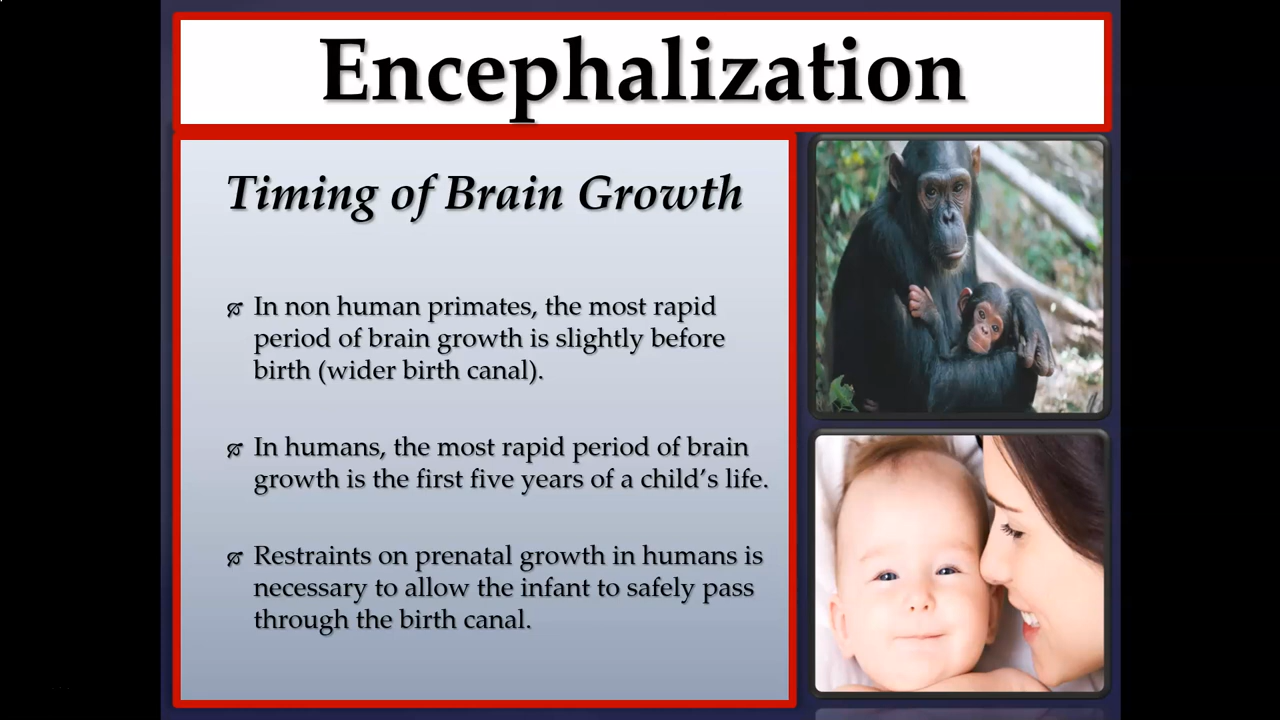 Encephalization
Timing of Brain Growth
In non human primates, the most rapid
period of brain growth is slightly before
birth (wider birth canal).
In humans, the most rapid period of brain
growth is the first five years of a child’s life.
Restraints on prenatal growth in humans is
necessary to allow the infant to safely pass
through the birth canal.